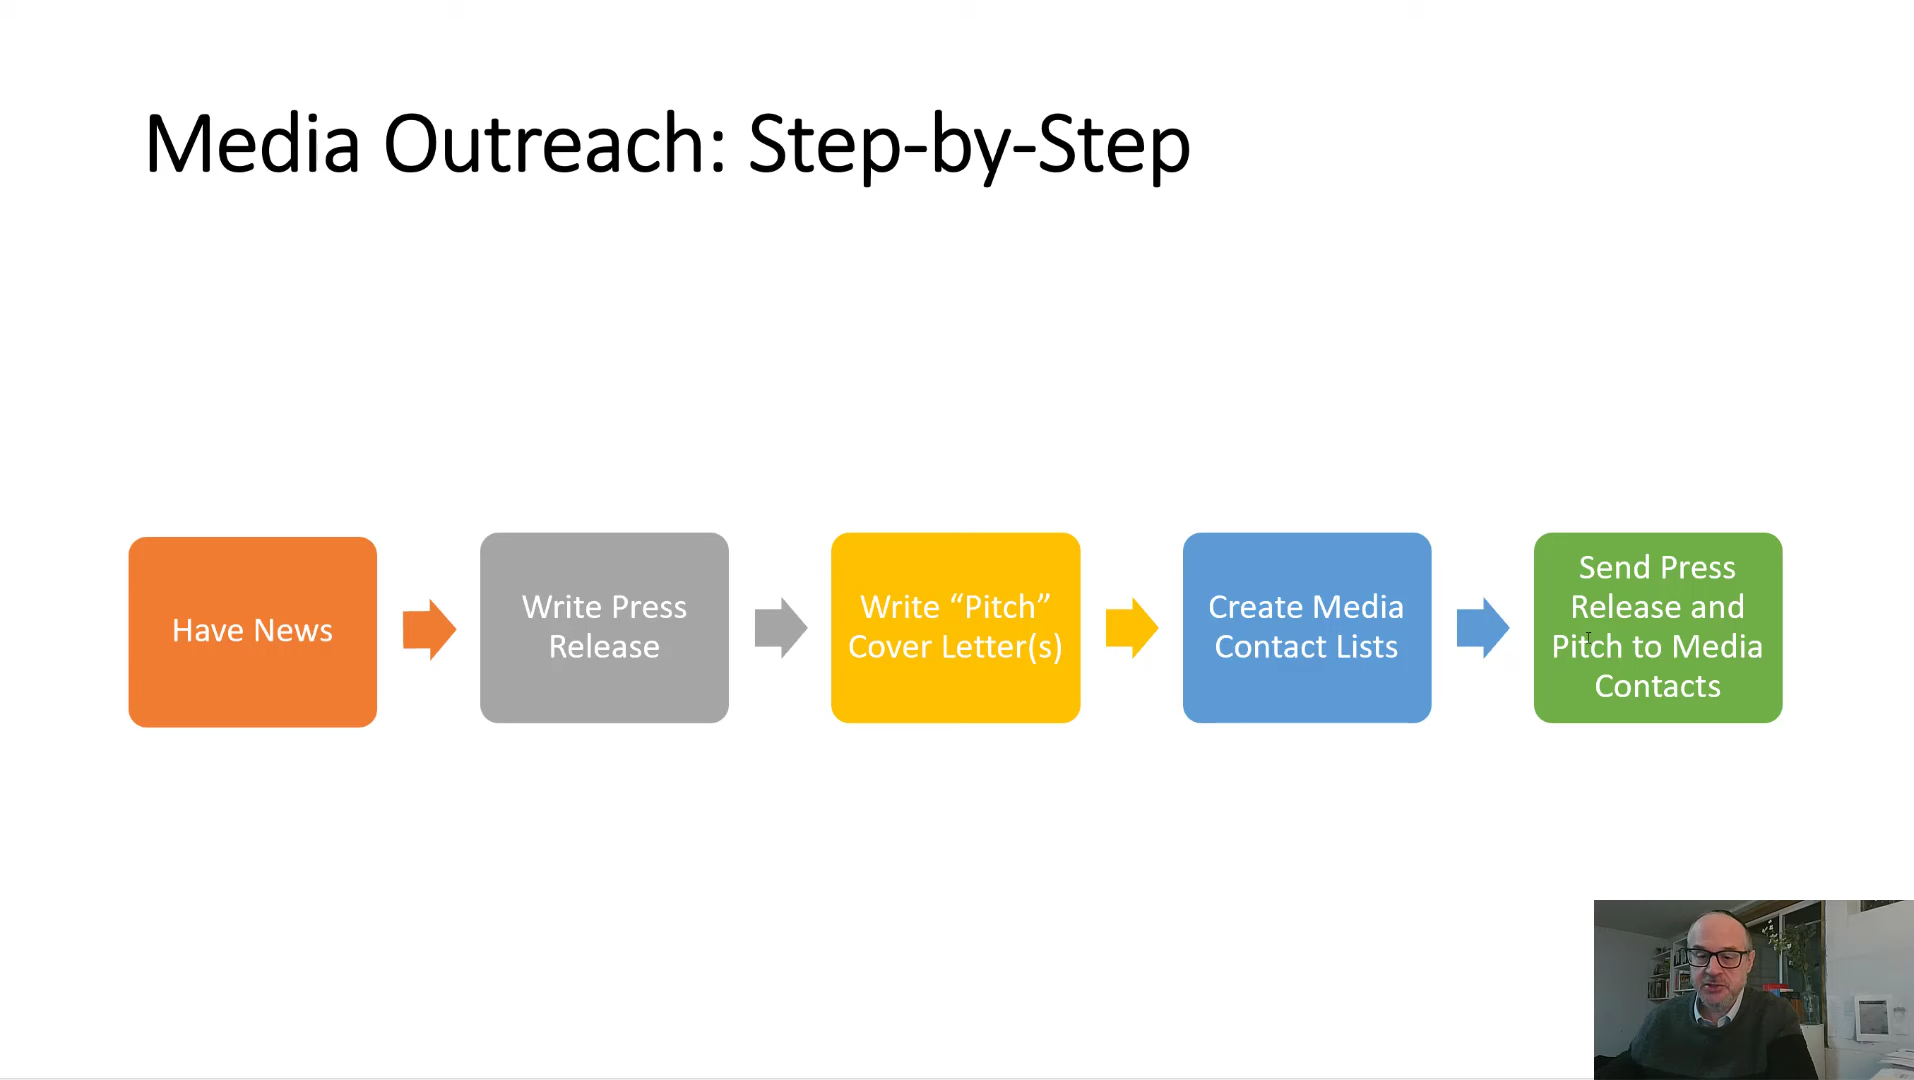 Media Outreach: Step-by-Step
Have News
Write Press
Release
Write “Pitch”
Cover Letter(s)
Create Media
Contact Lists
Send Press
Release and
Pitch to Media
Contacts